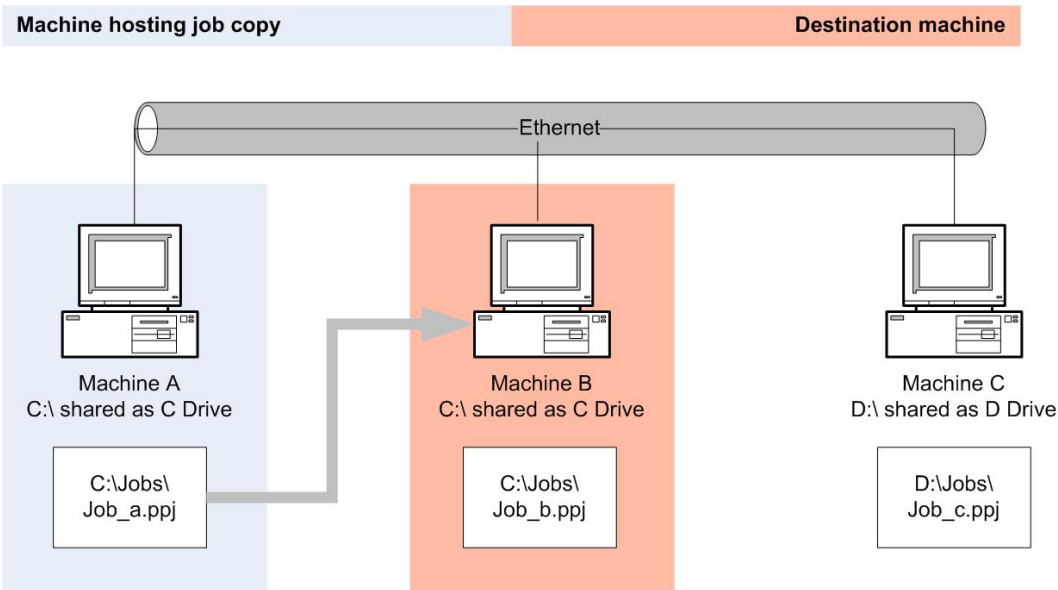 Machine hosting job copy
Destination machine
Ethernet
Machine A
C:\ shared as C Drive
Machine B
C:\ shared as C Drive
Machine C
D:\ shared as D Drive
C:\Jobs\
Job_a.ppj
C:\Jobs\
Job_b.ppj
D:\Jobs\
Job_c.ppj